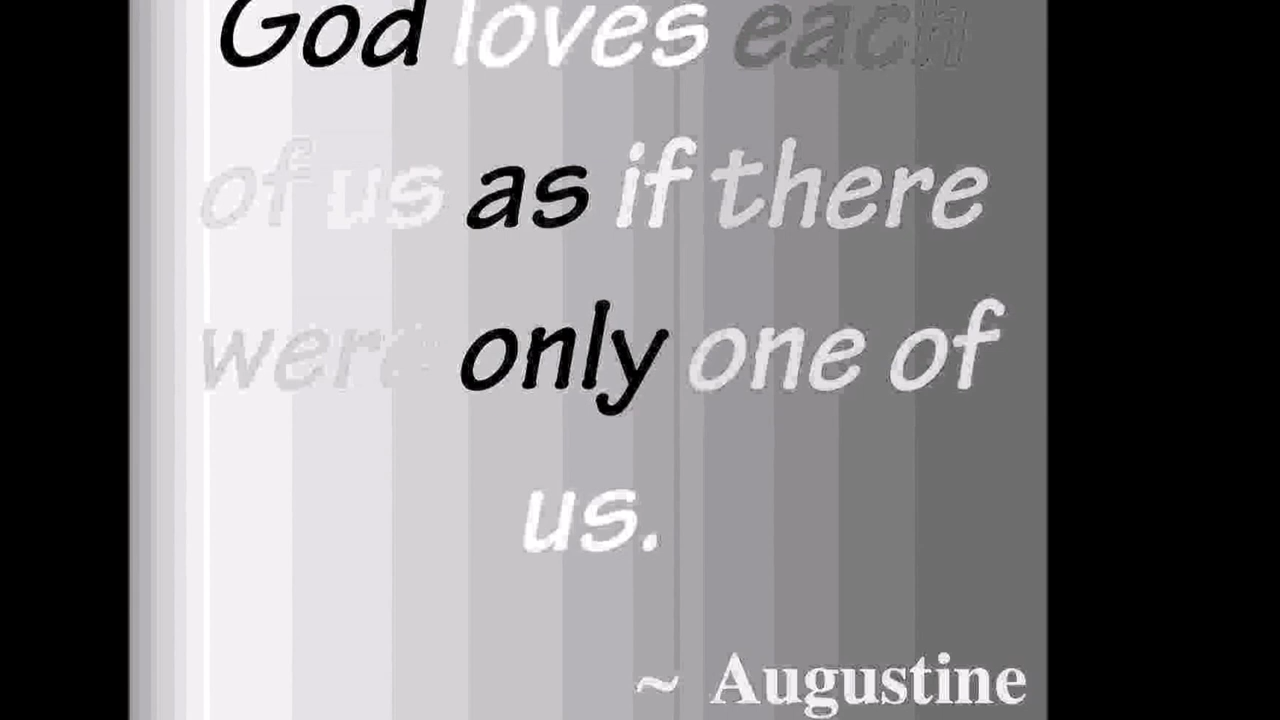 God loves each
of us as if there
were only one of
us.
~ Augustine